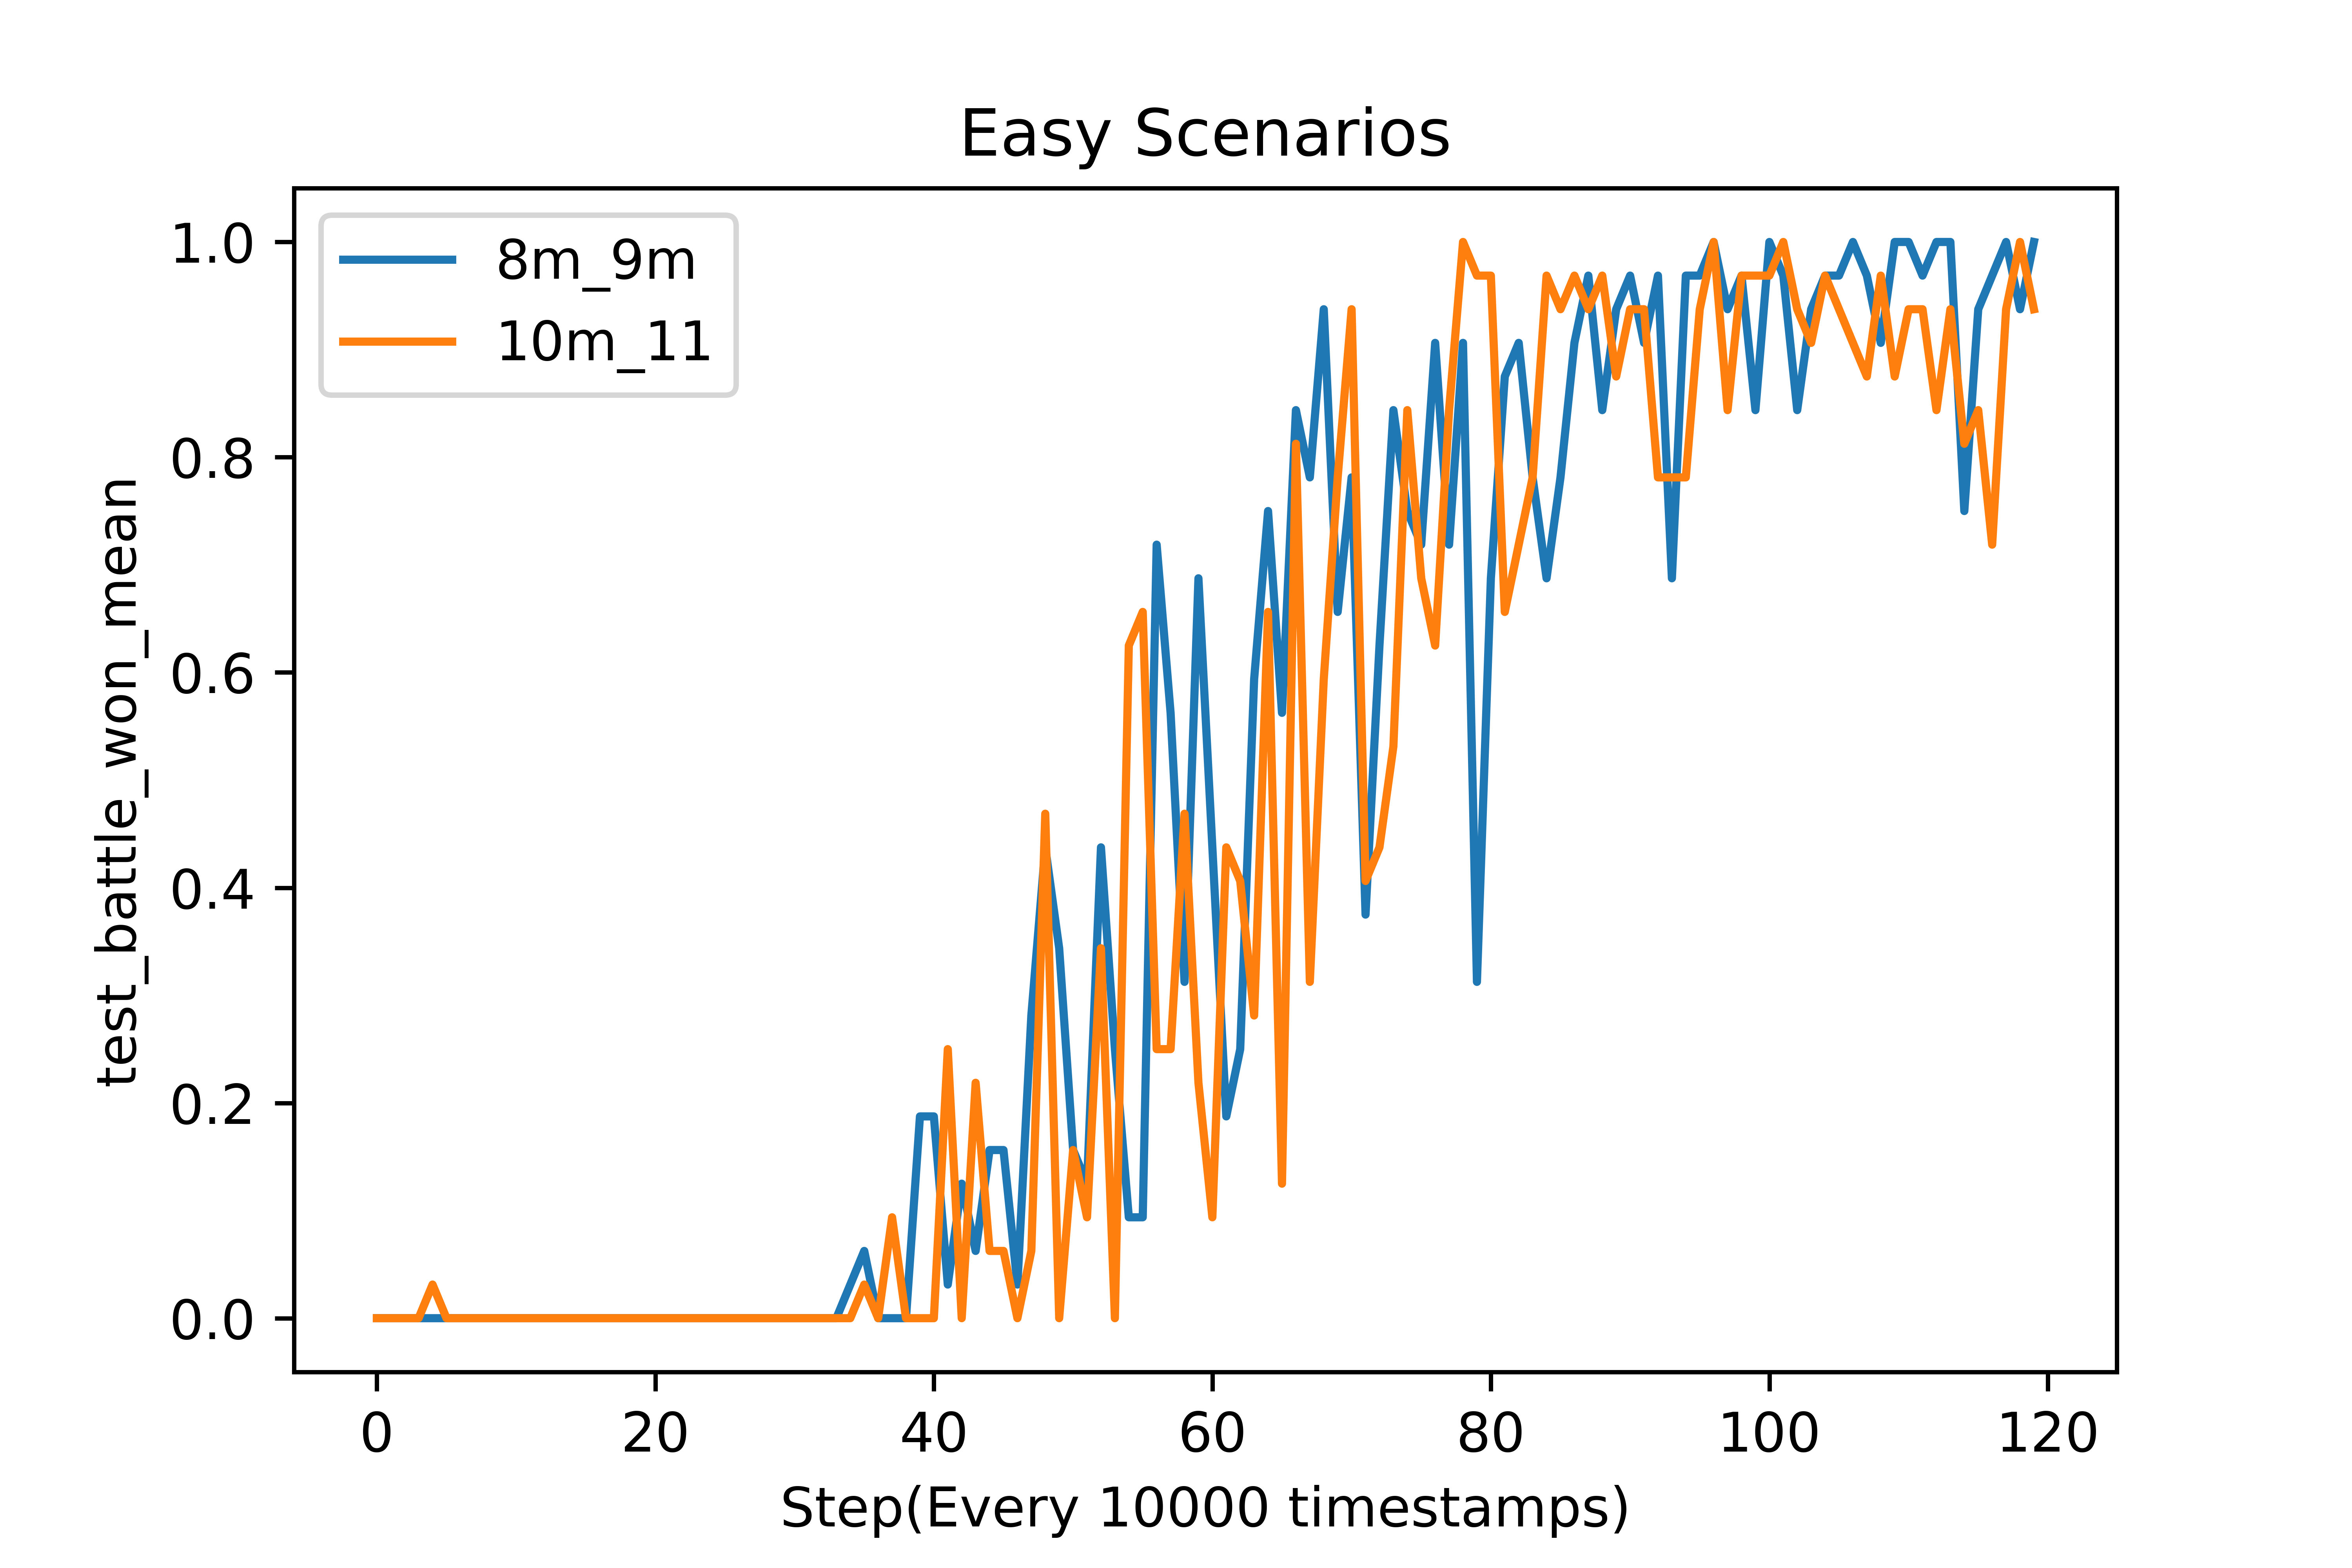 Easy Scenarios
8m_9m
10m_11
1.0
0.8
0.6
0.4
0.2
0.0
test_battle_won_mean
0 20 40 60 80 100 120
Step(Every 10000 timestamps)